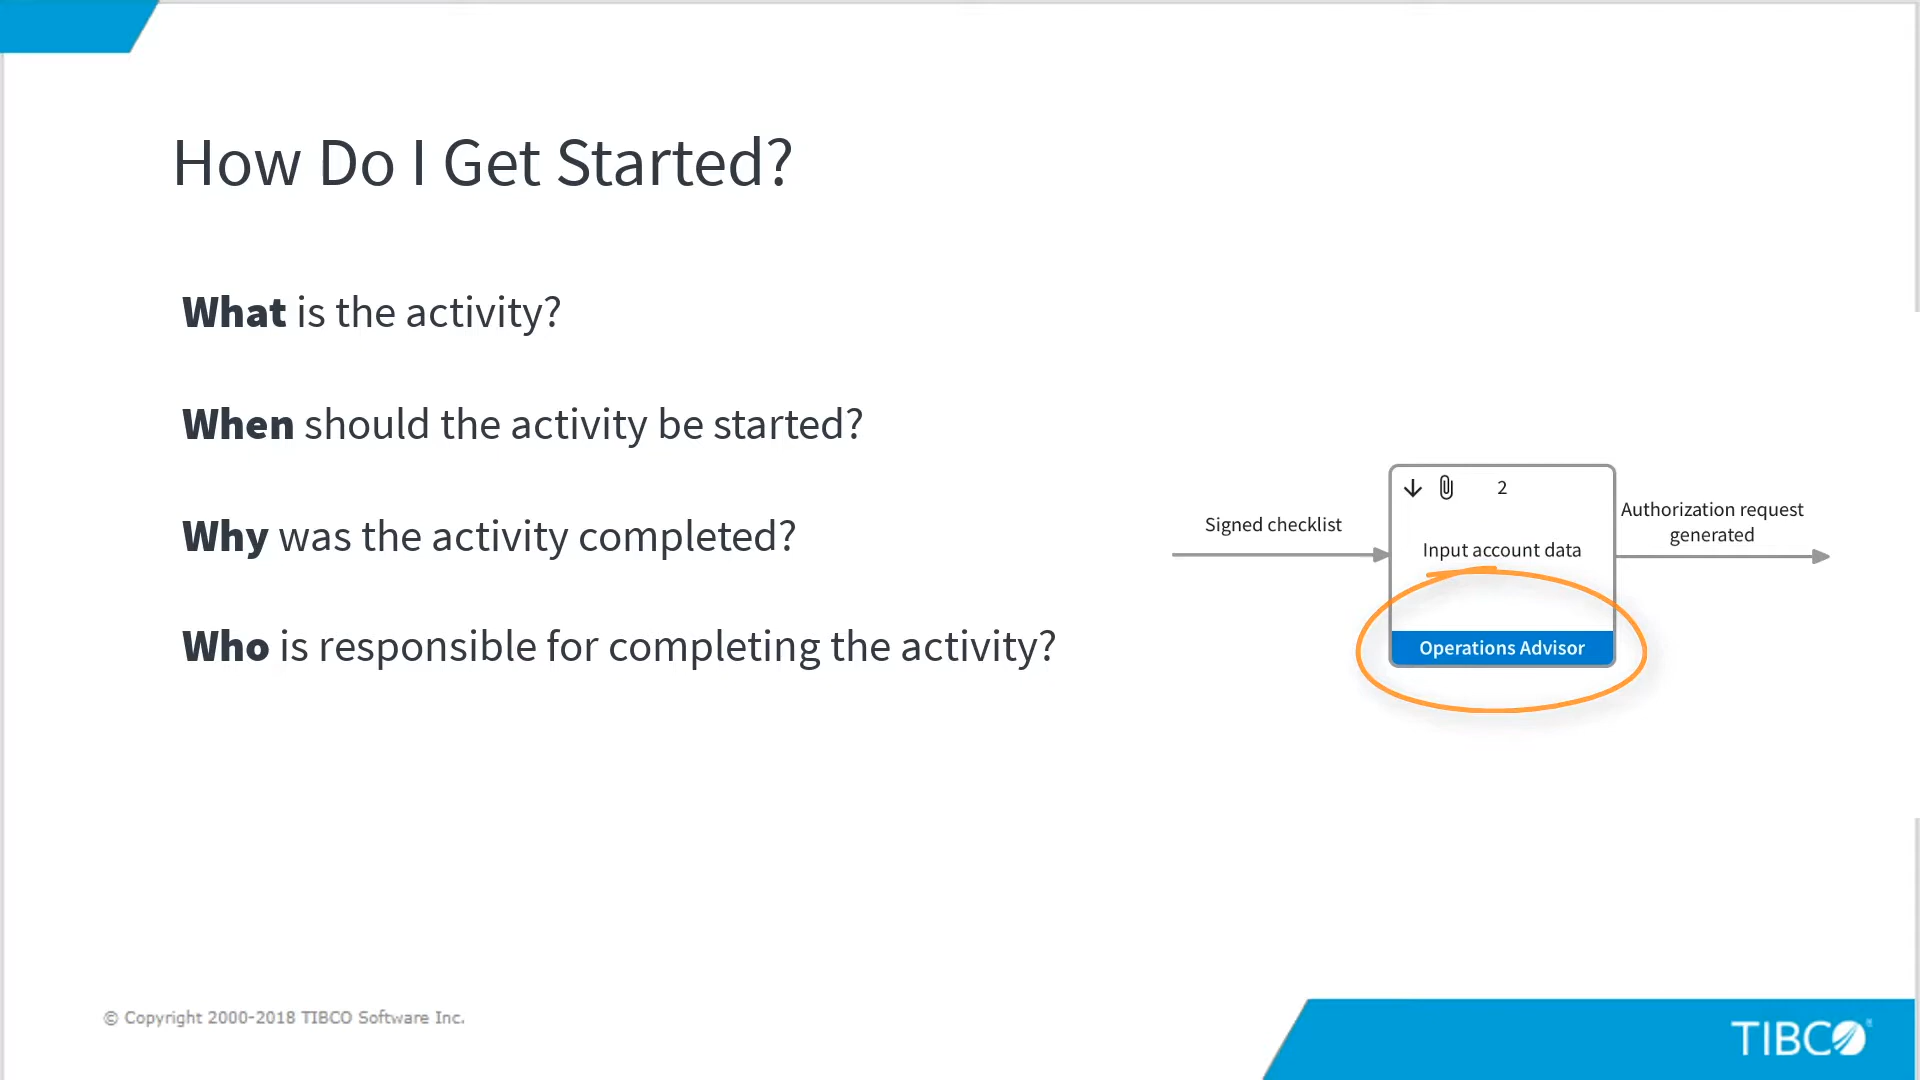 How Do I Get Started?
What is the activity?
When should the activity be started?
Why was the activity completed?
Who is responsible for completing the activity?
Signed checklist
2
Input account data
Operations Advisor
Authorization request
generated
© Copyright 2000-2018 TIBCO Software Inc.
TIBCO®